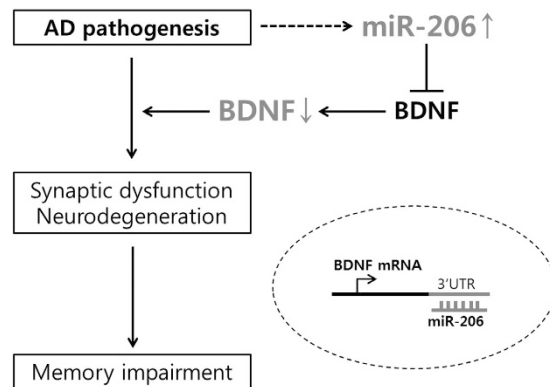 AD pathogenesis
miR-206↑
BDNF↓
BDNF
Synaptic dysfunction
Neurodegeneration
BDNF mRNA
3'UTR
miR-206
Memory impairment